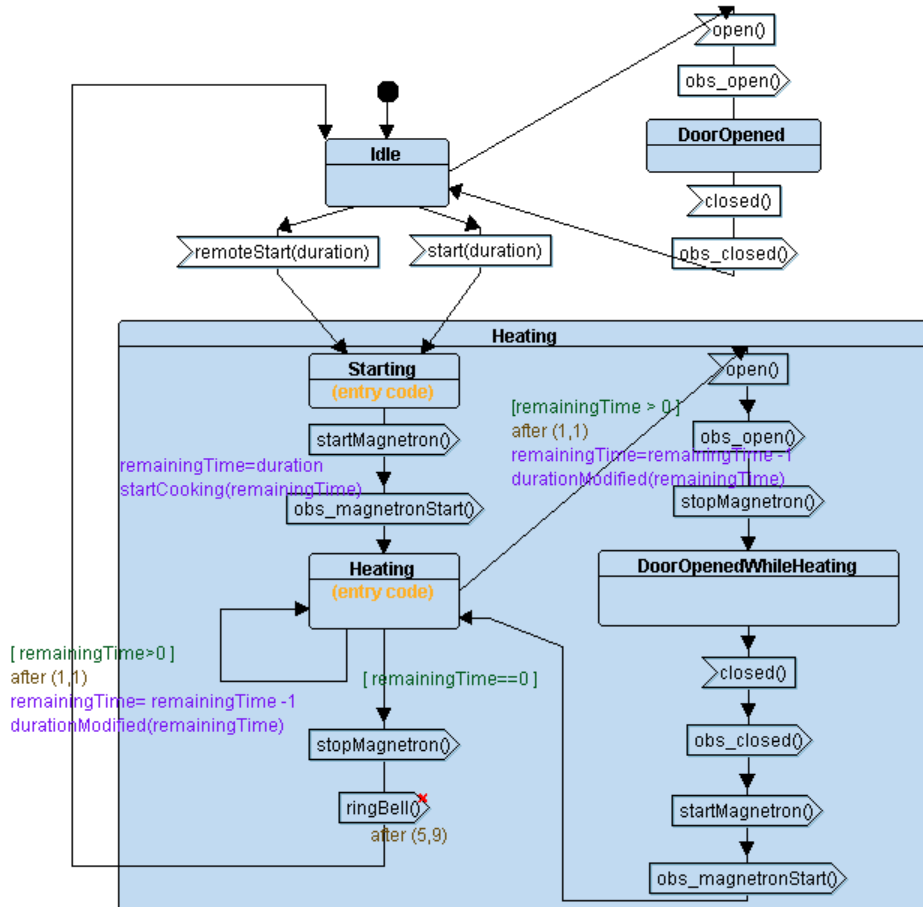 open()
obs_open()
DoorOpened
Idle
closed()
remoteStart(duration)
start(duration)
obs_closed()
Heating
Starting
(entry code)
open()
[remainingTime > 0 ]
startMagnetron()
after (1,1)
obs_open()
remainingTime=duration
remainingTime=remainingTime -1
startCooking(remainingTime)
durationModified(remainingTime)
obs_magnetronStart()
stopMagnetron()
Heating
DoorOpenedWhileHeating
(entry code)
[ remainingTime>0 ]
closed()
after (1,1)
[ remainingTime==0 ]
remainingTime= remainingTime -1
durationModified(remainingTime)
stopMagnetron()
obs_closed()
ringBell()
startMagnetron()
after (5,9)
obs_magnetronStart()